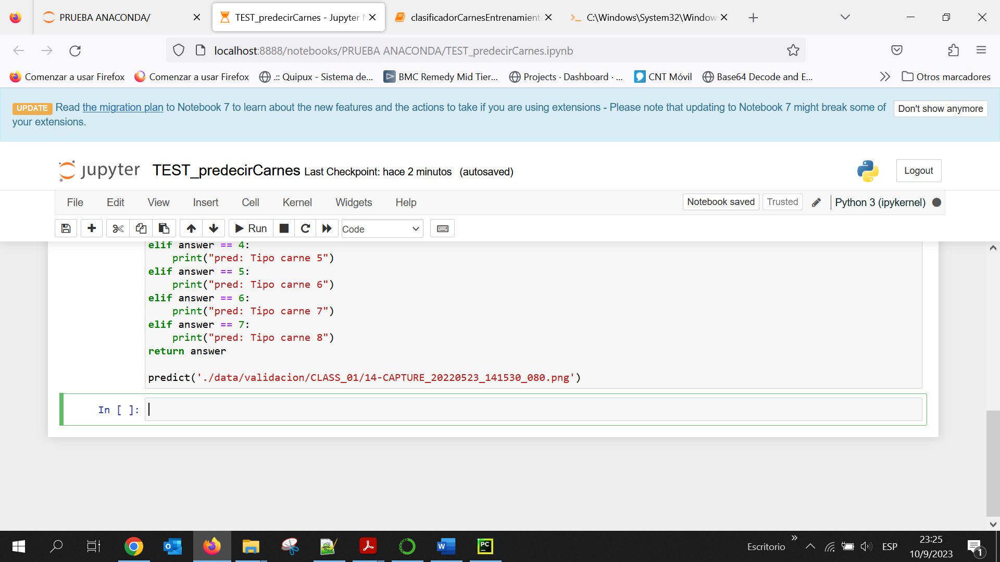 PRUEBA ANACONDA/
TEST_predecirCarnes - Jupyter N
clasificadorCarnesEntrenamient
C:\Windows\System32\Window
localhost:8888/notebooks/PRUEBA ANACONDA/TEST_predecirCarnes.ipynb
Comenzar a usar Firefox
Comenzar a usar Firefox
.:: Quipux - Sistema de...
BMC Remedy Mid Tier...
Projects · Dashboard · ...
CNT Móvil
Base64 Decode and E...
Otros marcadores
UPDATE Read the migration plan to Notebook 7 to learn about the new features and the actions to take if you are using extensions - Please note that updating to Notebook 7 might break some of
your extensions.
Don't show anymore
jupyter TEST_predecirCarnes Last Checkpoint: hace 2 minutos (autosaved)
Logout
File Edit View Insert Cell Kernel Widgets Help
Notebook saved Trusted Python 3 (ipykernel)
Run
Code
elif answer == 4:
    print("pred: Tipo carne 5")
elif answer == 5:
    print("pred: Tipo carne 6")
elif answer == 6:
    print("pred: Tipo carne 7")
elif answer == 7:
    print("pred: Tipo carne 8")
return answer
predict('./data/validacion/CLASS_01/14-CAPTURE_20220523_141530_080.png')
In [ ]:
Escritorio
ESP
23:25
10/9/2023
1